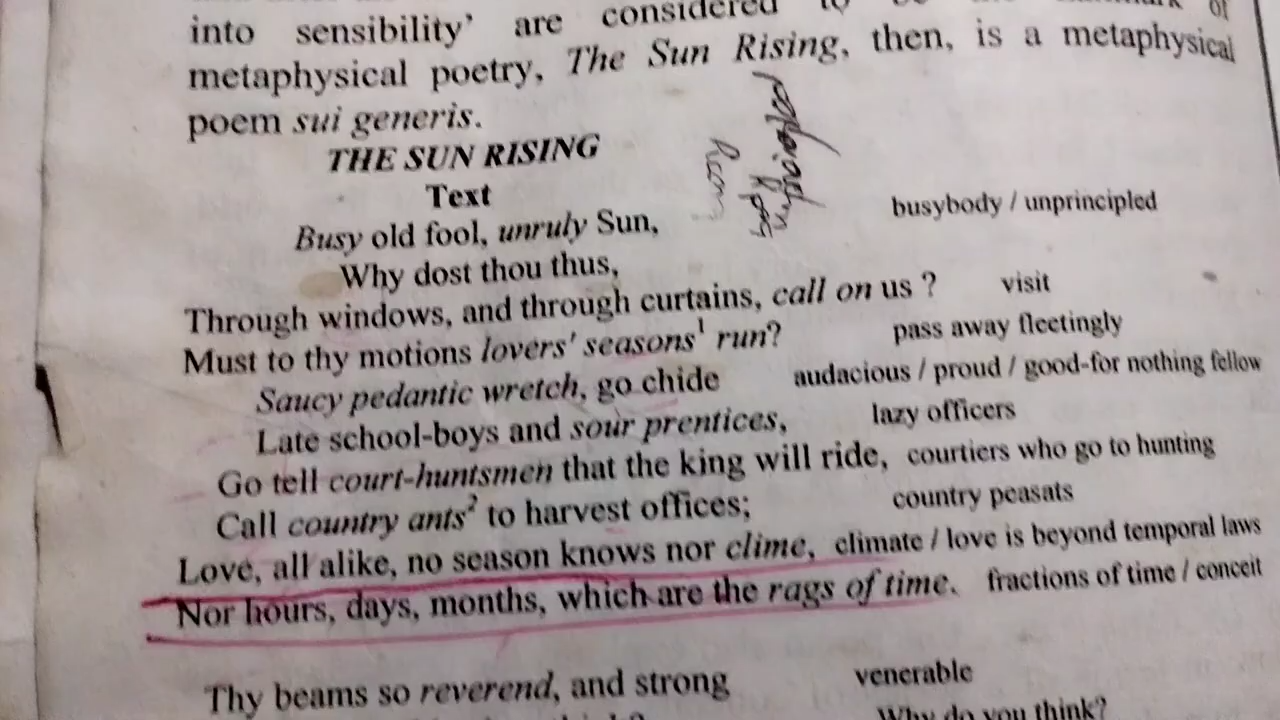 into sensibility' are considered to be
metaphysical poetry, The Sun Rising, then, is a metaphysical
poem sui generis.
THE SUN RISING
Text
Busy old fool, unruly Sun, busybody / unprincipled
Why dost thou thus,
Through windows, and through curtains, call on us ? visit
Must to thy motions lovers' seasons¹ run? pass away fleetingly
Saucy pedantic wretch, go chide audacious / proud / good-for nothing fellow
Late school-boys and sour prentices, lazy officers
Go tell court-huntsmen that the king will ride, courtiers who go to hunting
Call country ants² to harvest offices; country peasats
Love, all alike, no season knows nor clime, climate / love is beyond temporal laws
Nor hours, days, months, which are the rags of time. fractions of time / conceit
Thy beams so reverend, and strong venerable
Why do you think?